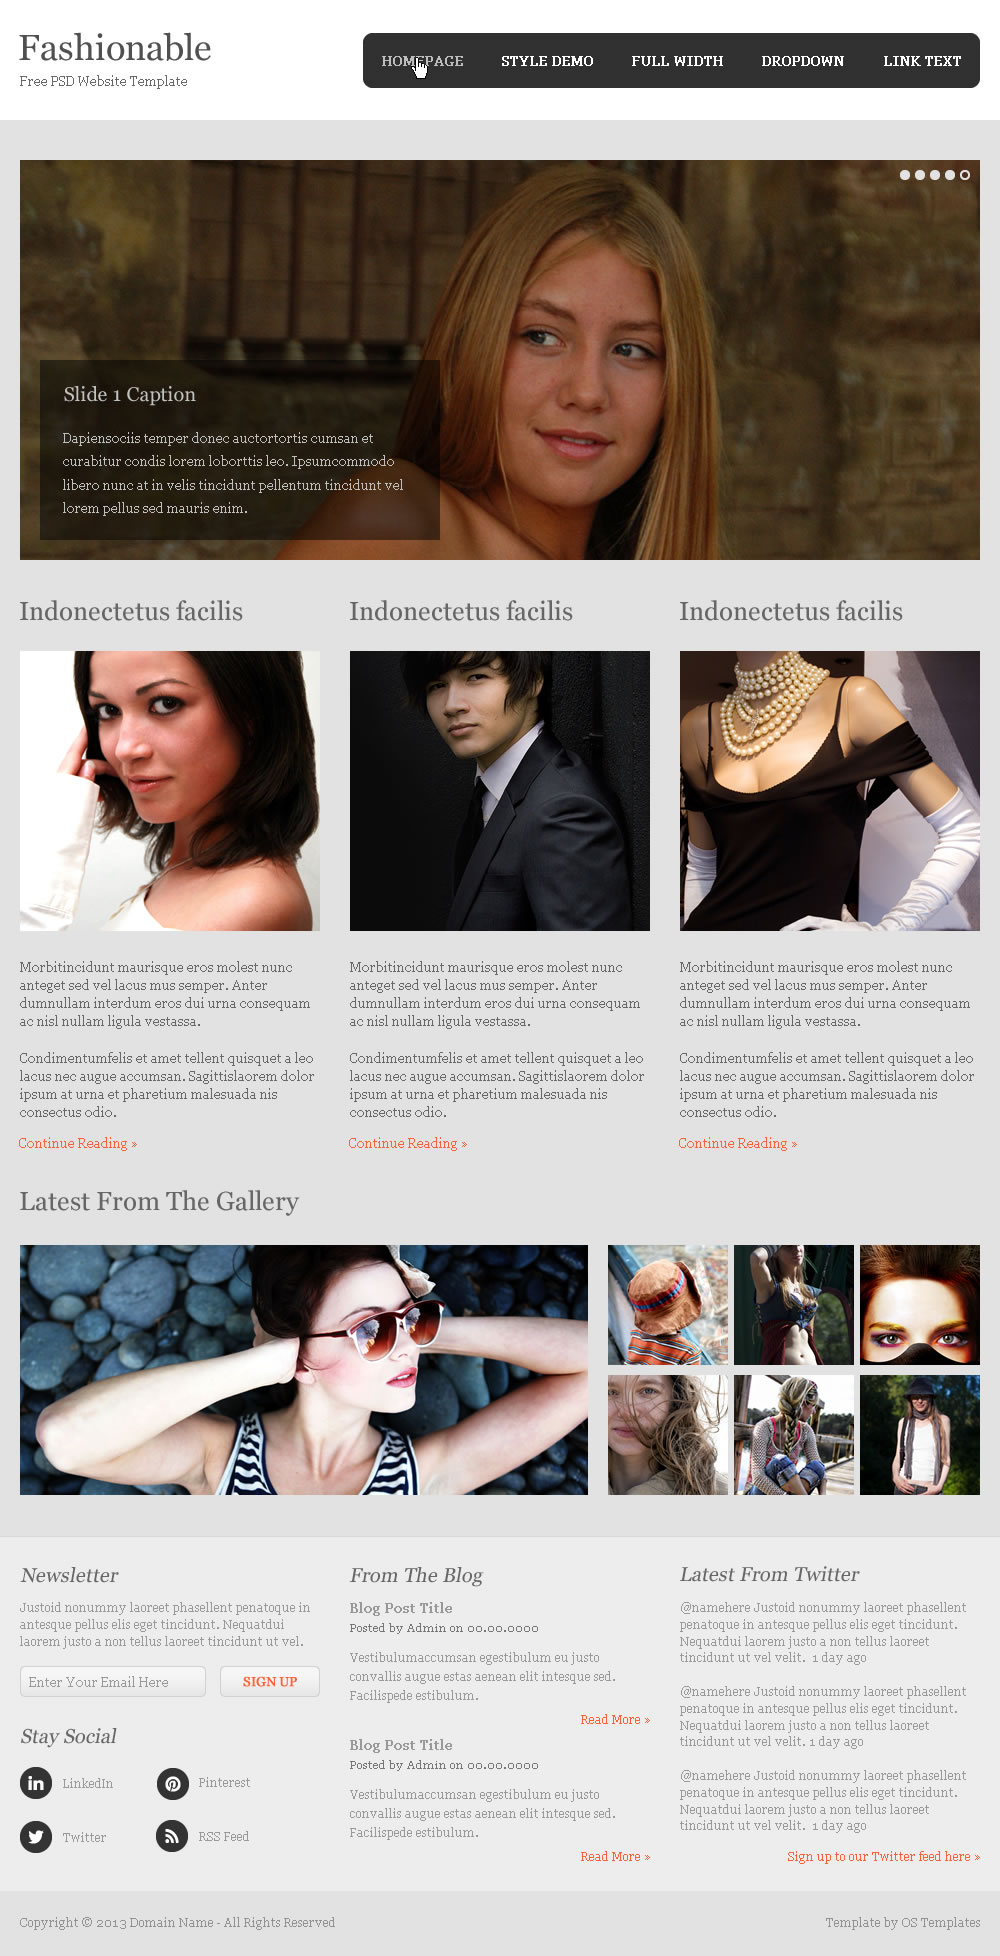 Fashionable
Free PSD Website Template
HOMEPAGE STYLE DEMO FULL WIDTH DROPDOWN LINK TEXT
Slide 1 Caption
Dapiensociis temper donec auctortortis cumsan et
curabitur condis lorem loborttis leo. Ipsumcommodo
libero nunc at in velis tincidunt pellentum tincidunt vel
lorem pellus sed mauris enim.
Indonectetus facilis
Morbitincidunt maurisque eros molest nunc
anteget sed vel lacus mus semper. Anter
dumnullam interdum eros dui urna consequam
ac nisl nullam ligula vestassa.
Condimentumfelis et amet tellent quisquet a leo
lacus nec augue accumsan. Sagittislaorem dolor
ipsum at urna et pharetium malesuada nis
consectus odio.
Continue Reading »
Indonectetus facilis
Morbitincidunt maurisque eros molest nunc
anteget sed vel lacus mus semper. Anter
dumnullam interdum eros dui urna consequam
ac nisl nullam ligula vestassa.
Condimentumfelis et amet tellent quisquet a leo
lacus nec augue accumsan. Sagittislaorem dolor
ipsum at urna et pharetium malesuada nis
consectus odio.
Continue Reading »
Indonectetus facilis
Morbitincidunt maurisque eros molest nunc
anteget sed vel lacus mus semper. Anter
dumnullam interdum eros dui urna consequam
ac nisl nullam ligula vestassa.
Condimentumfelis et amet tellent quisquet a leo
lacus nec augue accumsan. Sagittislaorem dolor
ipsum at urna et pharetium malesuada nis
consectus odio.
Continue Reading »
Latest From The Gallery
Newsletter
Justoid nonummy laoreet phasellent penatoque in
antesque pellus elis eget tincidunt. Nequatdui
laorem justo a non tellus laoreet tincidunt ut vel.
Enter Your Email Here
SIGN UP
Stay Social
in LinkedIn
Pinterest
Twitter
RSS Feed
From The Blog
Blog Post Title
Posted by Admin on 00.00.0000
Vestibulumaccumsan egestibulum eu justo
convallis augue estas aenean elit intesque sed.
Facilispede estibulum.
Read More »
Blog Post Title
Posted by Admin on 00.00.0000
Vestibulumaccumsan egestibulum eu justo
convallis augue estas aenean elit intesque sed.
Facilispede estibulum.
Read More »
Latest From Twitter
@namehere Justoid nonummy laoreet phasellent
penatoque in antesque pellus elis eget tincidunt.
Nequatdui laorem justo a non tellus laoreet
tincidunt ut vel velit. 1 day ago
@namehere Justoid nonummy laoreet phasellent
penatoque in antesque pellus elis eget tincidunt.
Nequatdui laorem justo a non tellus laoreet
tincidunt ut vel velit. 1 day ago
@namehere Justoid nonummy laoreet phasellent
penatoque in antesque pellus elis eget tincidunt.
Nequatdui laorem justo a non tellus laoreet
tincidunt ut vel velit. 1 day ago
Sign up to our Twitter feed here »
Copyright © 2013 Domain Name - All Rights Reserved
Template by OS Templates